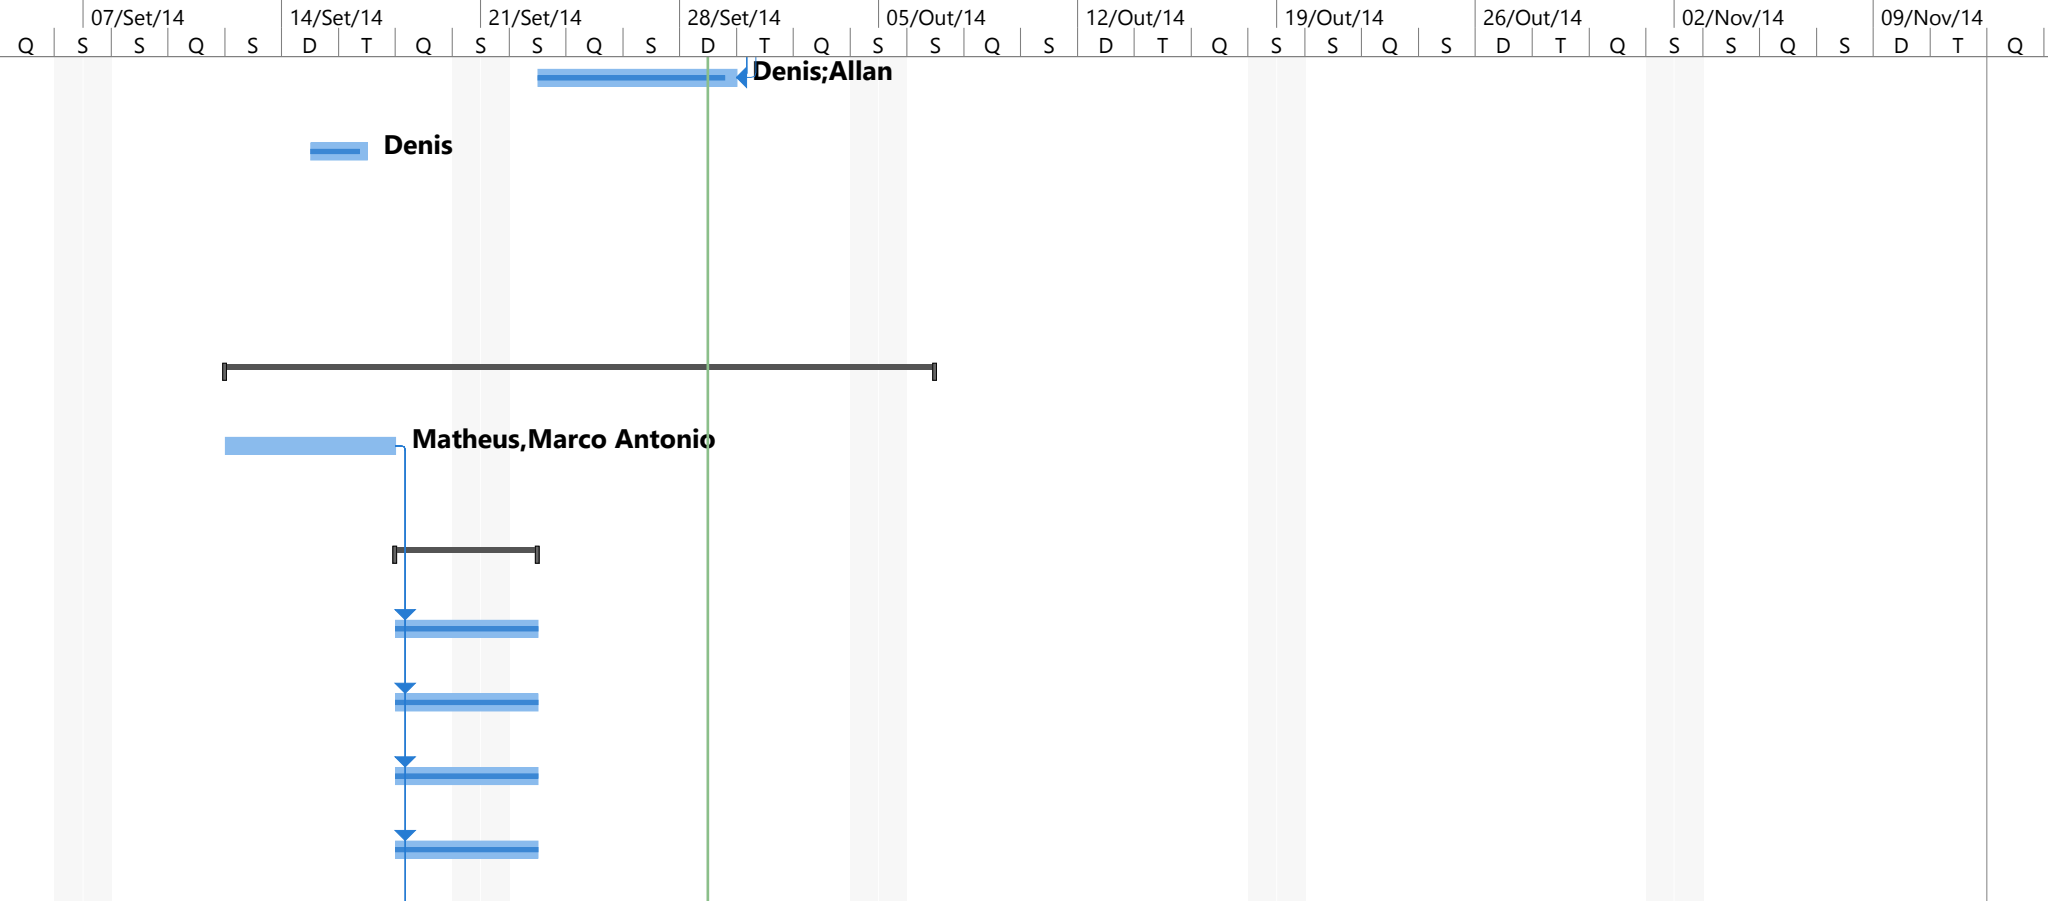 07/Set/14 14/Set/14 21/Set/14 28/Set/14 05/Out/14 12/Out/14 19/Out/14 26/Out/14 02/Nov/14 09/Nov/14
Q S S Q S D T Q S S Q S D T Q S S Q S D T Q S S Q S D T Q S S Q S D T Q
Denis;Allan
Denis
Matheus,Marco Antonio